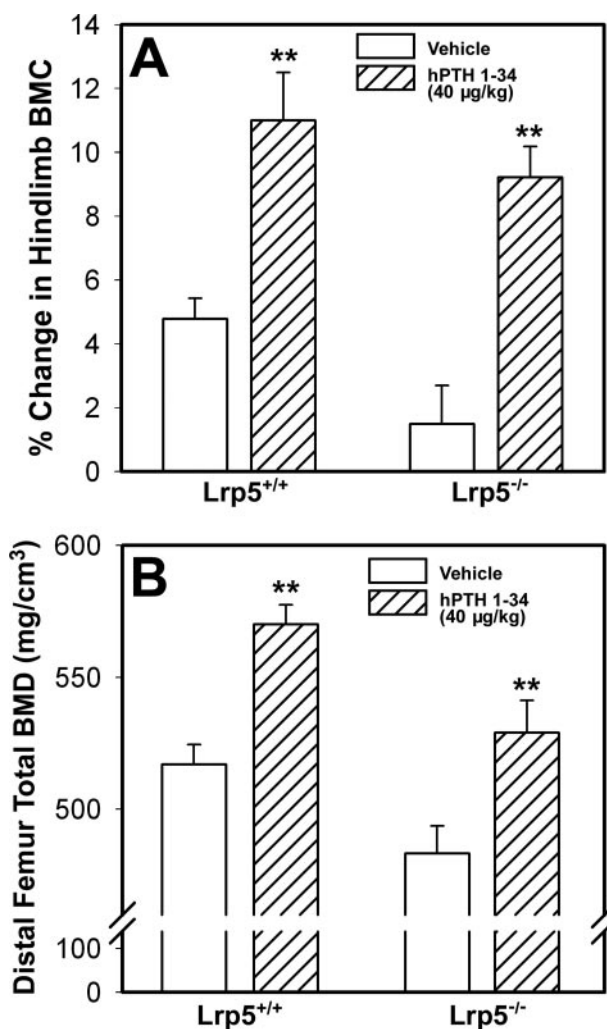 A
% Change in Hindlimb BMC
14
12
10
8
6
4
2
0
Vehicle
hPTH 1-34
(40 µg/kg)
**
**
Lrp5+/+
Lrp5-/-
B
Distal Femur Total BMD (mg/cm³)
600
550
500
100
0
Vehicle
hPTH 1-34
(40 µg/kg)
**
**
Lrp5+/+
Lrp5-/-